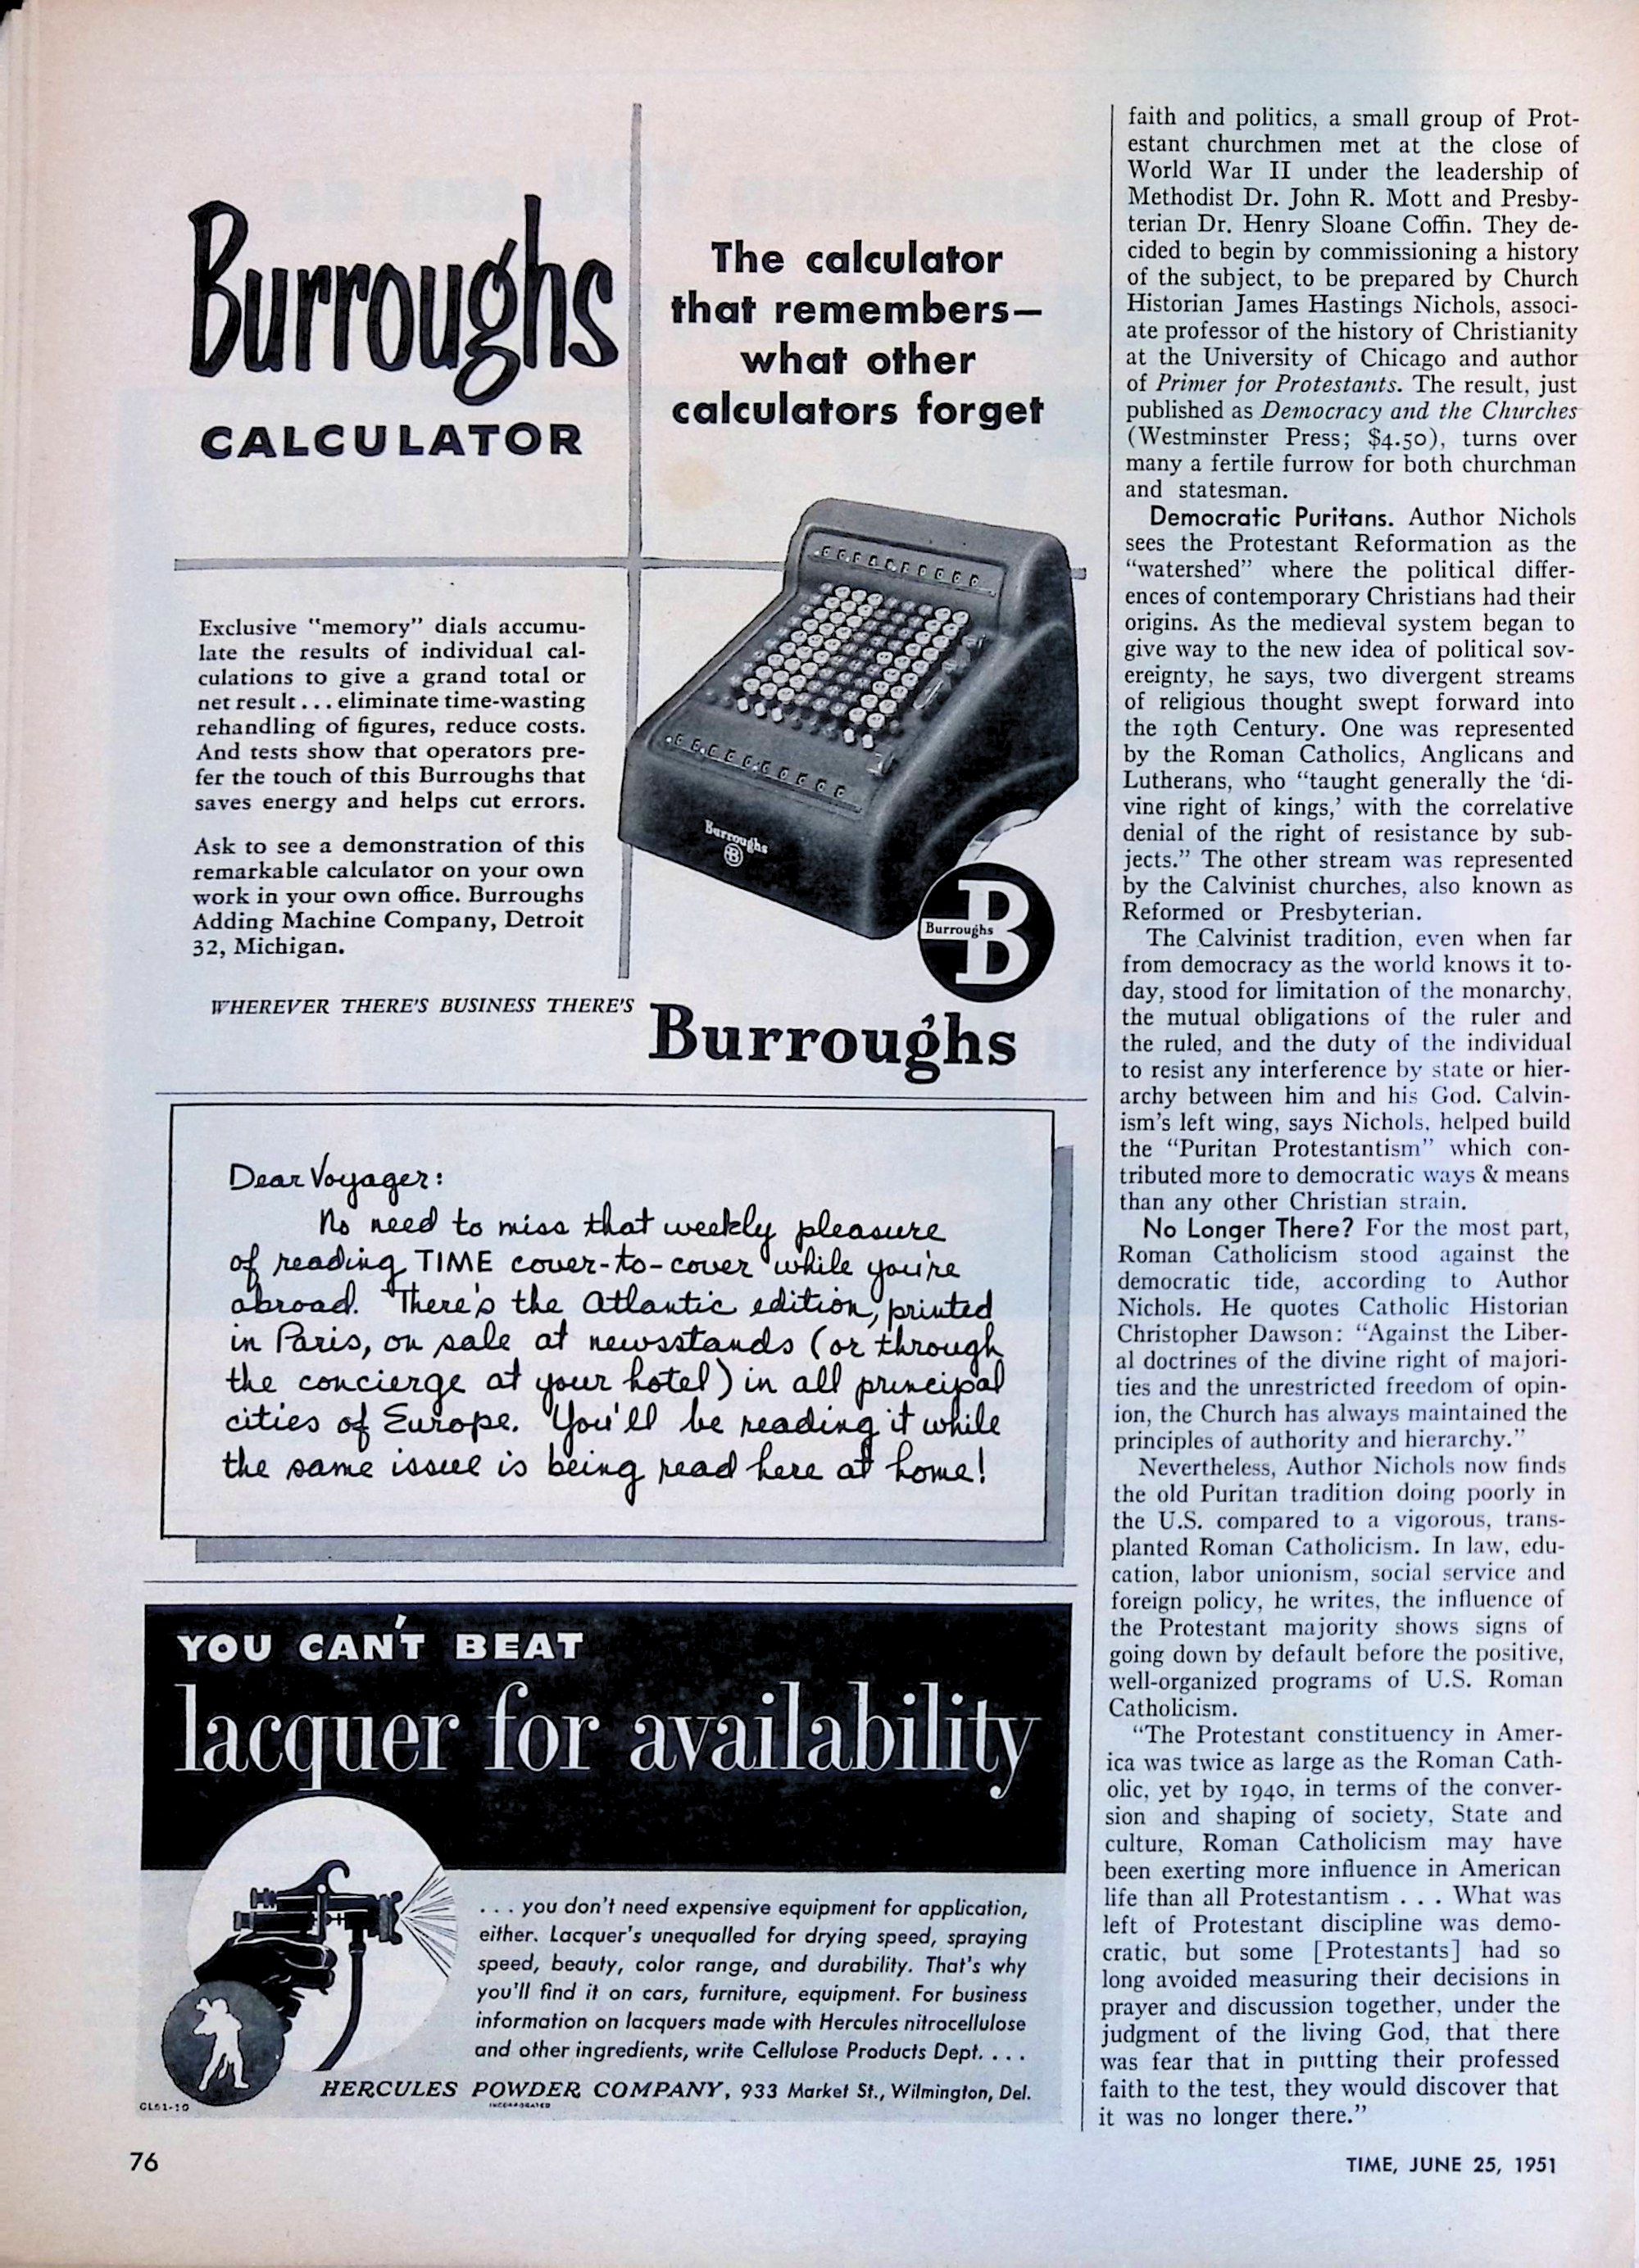 Burroughs
CALCULATOR
The calculator
that remembers—
what other
calculators forget
Exclusive "memory" dials accumu-
late the results of individual cal-
culations to give a grand total or
net result . . . eliminate time-wasting
rehandling of figures, reduce costs.
And tests show that operators pre-
fer the touch of this Burroughs that
saves energy and helps cut errors.
Ask to see a demonstration of this
remarkable calculator on your own
work in your own office. Burroughs
Adding Machine Company, Detroit
32, Michigan.
Burroughs
B
B
Burroughs
WHEREVER THERE'S BUSINESS THERE'S
Burroughs
Dear Voyager:
No need to miss that weekly pleasure
of reading TIME cover-to-cover while you're
abroad. There's the Atlantic edition, printed
in Paris, on sale at newsstands (or through
the concierge at your hotel) in all principal
cities of Europe. You'll be reading it while
the same issue is being read here at home!
YOU CAN'T BEAT
lacquer for availability
. . . you don't need expensive equipment for application,
either. Lacquer's unequalled for drying speed, spraying
speed, beauty, color range, and durability. That's why
you'll find it on cars, furniture, equipment. For business
information on lacquers made with Hercules nitrocellulose
and other ingredients, write Cellulose Products Dept. . . .
HERCULES POWDER COMPANY, 933 Market St., Wilmington, Del.
INCORPORATED
CL51-10
faith and politics, a small group of Prot-
estant churchmen met at the close of
World War II under the leadership of
Methodist Dr. John R. Mott and Presby-
terian Dr. Henry Sloane Coffin. They de-
cided to begin by commissioning a history
of the subject, to be prepared by Church
Historian James Hastings Nichols, associ-
ate professor of the history of Christianity
at the University of Chicago and author
of Primer for Protestants. The result, just
published as Democracy and the Churches
(Westminster Press; $4.50), turns over
many a fertile furrow for both churchman
and statesman.
Democratic Puritans. Author Nichols
sees the Protestant Reformation as the
"watershed" where the political differ-
ences of contemporary Christians had their
origins. As the medieval system began to
give way to the new idea of political sov-
ereignty, he says, two divergent streams
of religious thought swept forward into
the 19th Century. One was represented
by the Roman Catholics, Anglicans and
Lutherans, who "taught generally the 'di-
vine right of kings,' with the correlative
denial of the right of resistance by sub-
jects." The other stream was represented
by the Calvinist churches, also known as
Reformed or Presbyterian.
The Calvinist tradition, even when far
from democracy as the world knows it to-
day, stood for limitation of the monarchy,
the mutual obligations of the ruler and
the ruled, and the duty of the individual
to resist any interference by state or hier-
archy between him and his God. Calvin-
ism's left wing, says Nichols, helped build
the "Puritan Protestantism" which con-
tributed more to democratic ways & means
than any other Christian strain.
No Longer There? For the most part,
Roman Catholicism stood against the
democratic tide, according to Author
Nichols. He quotes Catholic Historian
Christopher Dawson: "Against the Liber-
al doctrines of the divine right of majori-
ties and the unrestricted freedom of opin-
ion, the Church has always maintained the
principles of authority and hierarchy."
Nevertheless, Author Nichols now finds
the old Puritan tradition doing poorly in
the U.S. compared to a vigorous, trans-
planted Roman Catholicism. In law, edu-
cation, labor unionism, social service and
foreign policy, he writes, the influence of
the Protestant majority shows signs of
going down by default before the positive,
well-organized programs of U.S. Roman
Catholicism.
"The Protestant constituency in Amer-
ica was twice as large as the Roman Cath-
olic, yet by 1940, in terms of the conver-
sion and shaping of society, State and
culture, Roman Catholicism may have
been exerting more influence in American
life than all Protestantism . . . What was
left of Protestant discipline was demo-
cratic, but some [Protestants] had so
long avoided measuring their decisions in
prayer and discussion together, under the
judgment of the living God, that there
was fear that in putting their professed
faith to the test, they would discover that
it was no longer there."
76
TIME, JUNE 25, 1951